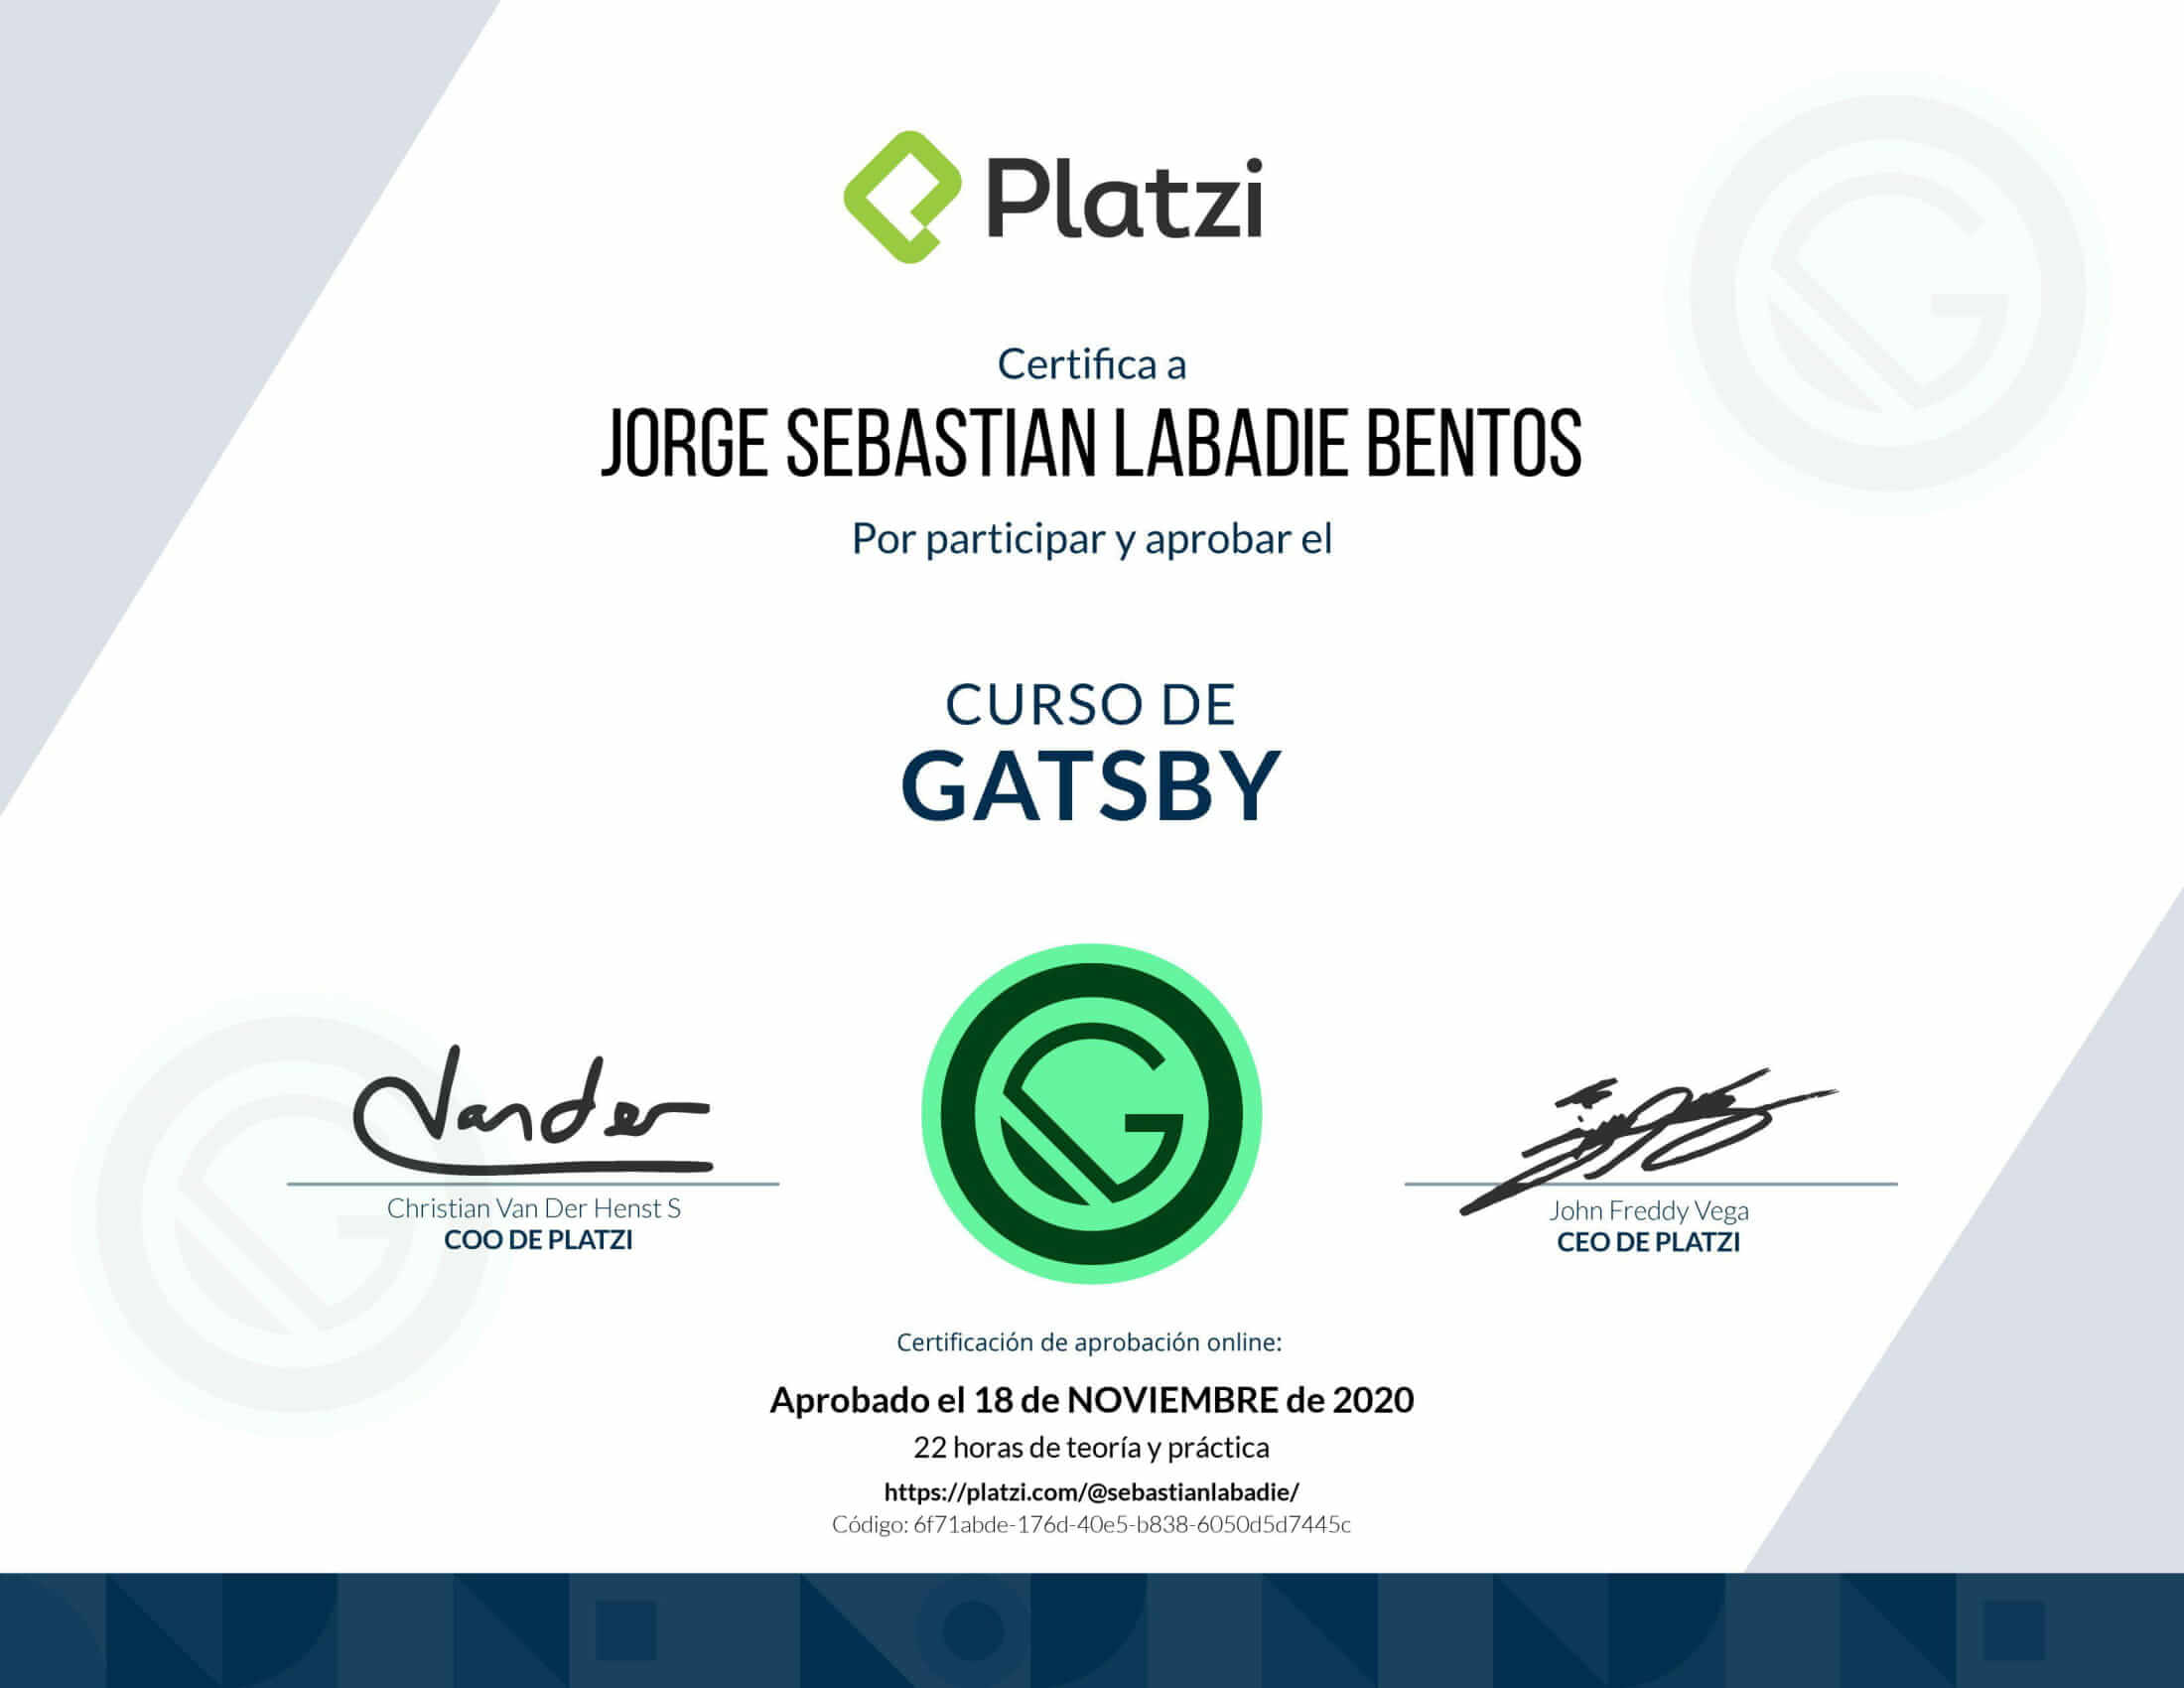 Platzi
Certifica a
JORGE SEBASTIAN LABADIE BENTOS
Por participar y aprobar el
CURSO DE
GATSBY
Vander
Christian Van Der Henst S
COO DE PLATZI
John Freddy Vega
CEO DE PLATZI
Certificación de aprobación online:
Aprobado el 18 de NOVIEMBRE de 2020
22 horas de teoría y práctica
https://platzi.com/@sebastianlabadie/
Código: 6f71abde-176d-40e5-b838-6050d5d7445c